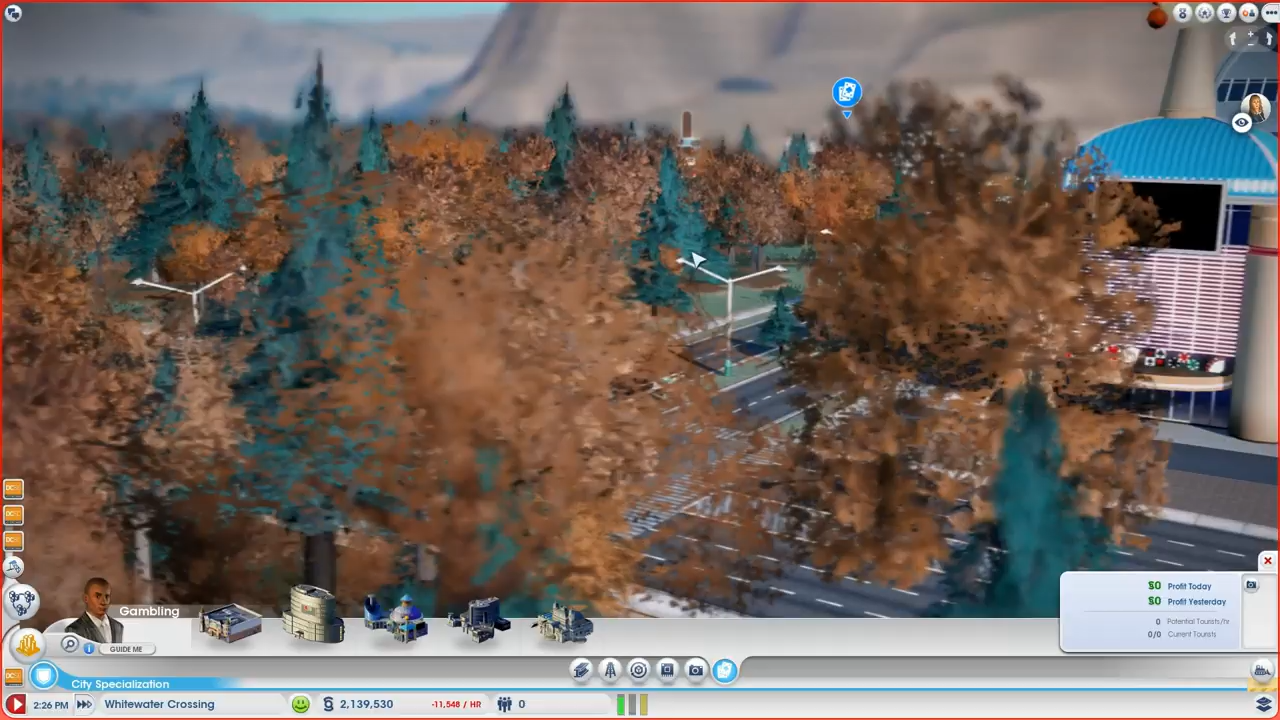 Gambling
GUIDE ME
$0 Profit Today
$0 Profit Yesterday
0 Potential Tourists/hr
0/0 Current Tourists
City Specialization
2:26 PM
Whitewater Crossing
2,139,530
-11,548 / HR
0